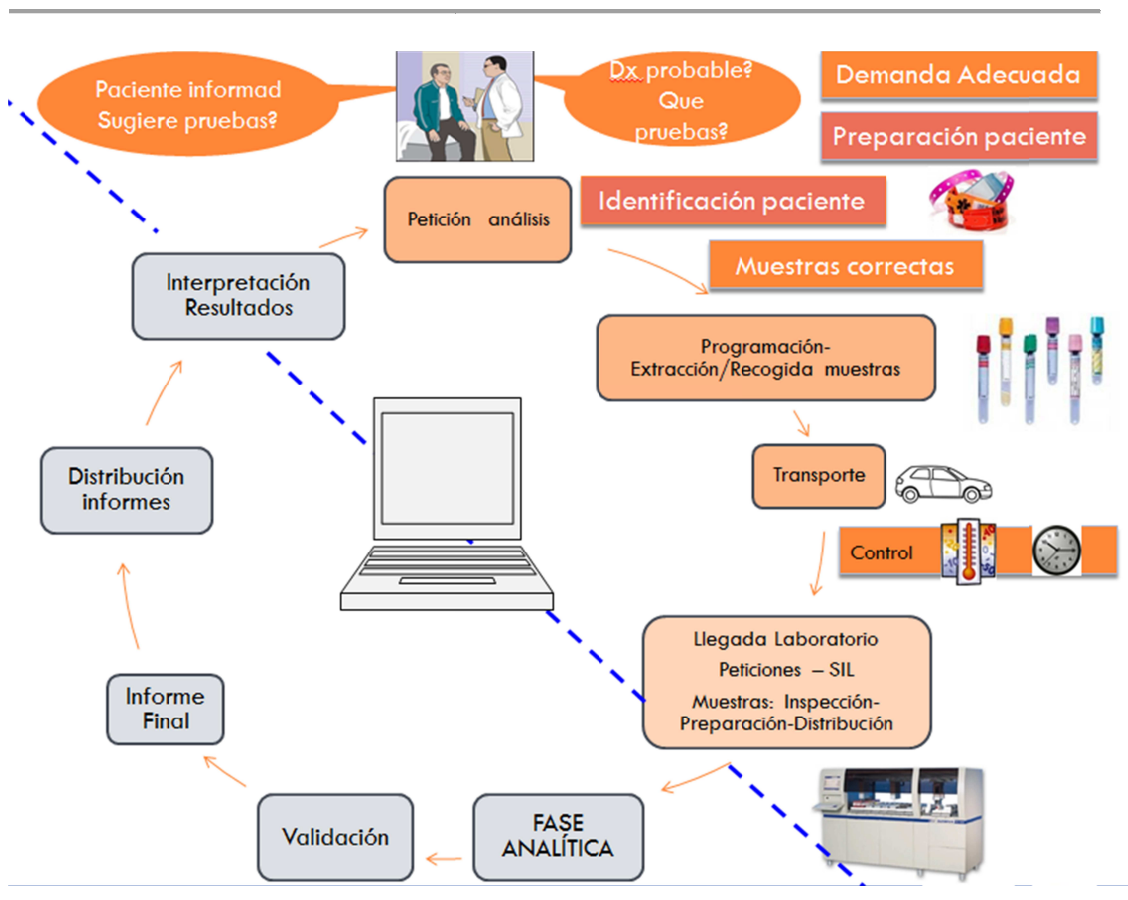 Paciente informad
Sugiere pruebas?
Dx probable?
Que
pruebas?
Demanda Adecuada
Preparación paciente
Petición análisis
Identificación paciente
Muestras correctas
Interpretación
Resultados
Programación-
Extracción/Recogida muestras
Distribución
informes
Transporte
Control
Llegada Laboratorio
Peticiones – SIL
Muestras: Inspección-
Preparación-Distribución
Informe
Final
Validación
FASE
ANALÍTICA